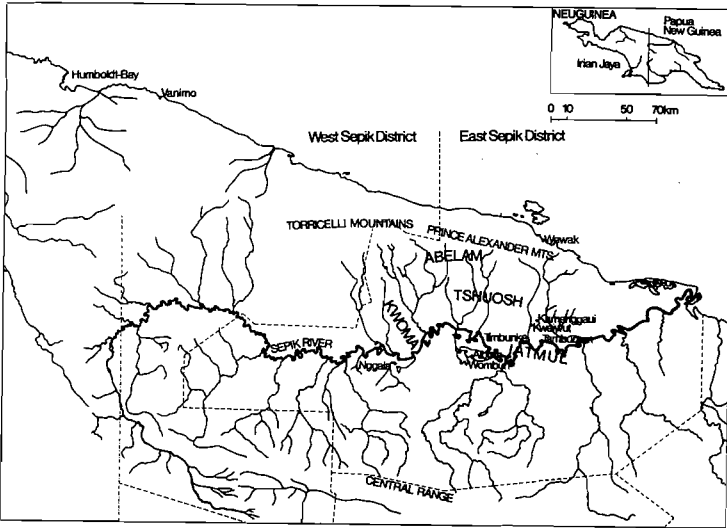 NEUGUINEA
Papua
New Guinea
Irian Jaya
0 10 50 70km
Humboldt-Bay
Vanimo
West Sepik District
East Sepik District
TORRICELLI MOUNTAINS
PRINCE ALEXANDER MTS.
Wewak
ABELAM
TSHUOSH
KWOMA
Kamanggaui
Kwaiwut
SEPIK RIVER
Timbunke
IATMUL
Nggala
Wombun
CENTRAL RANGE